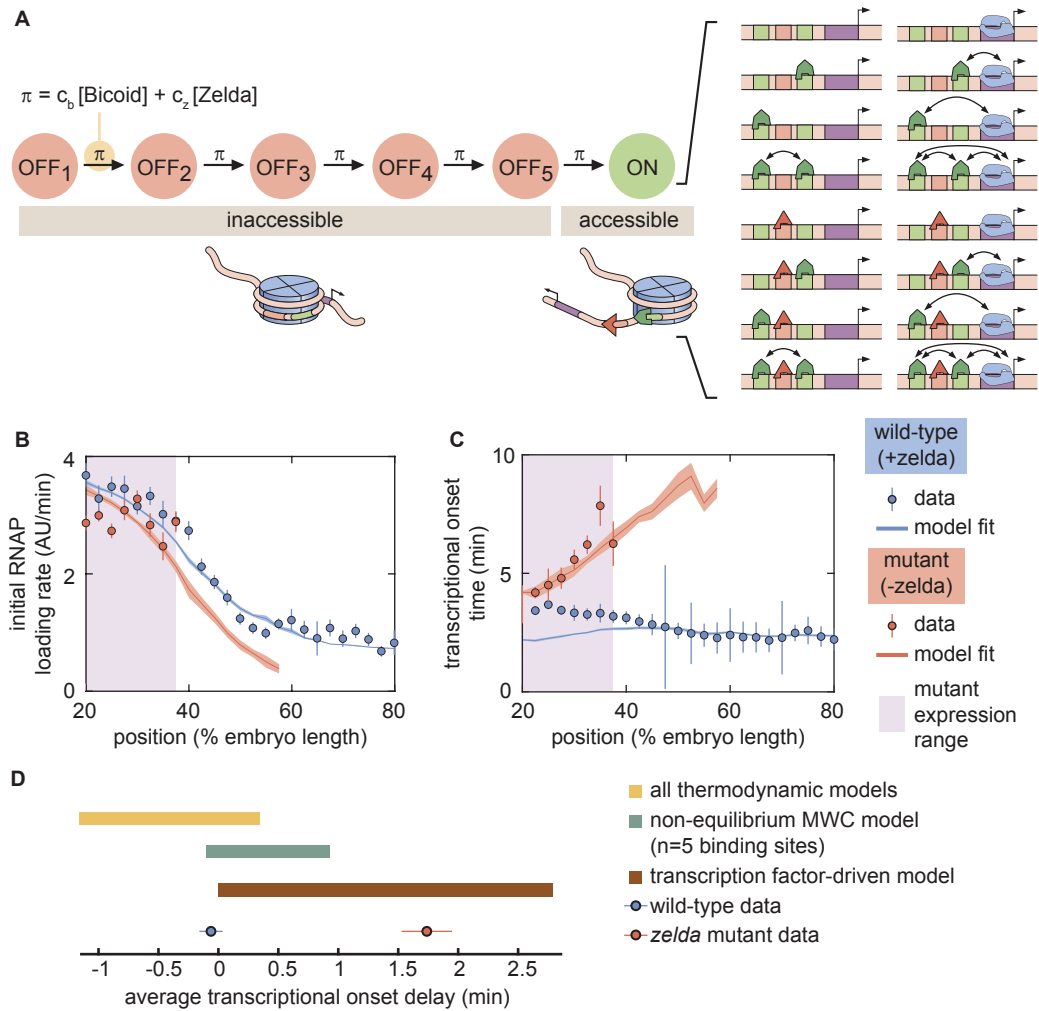 A
π = c_b [Bicoid] + c_z [Zelda]
OFF1 π OFF2 π OFF3 π OFF4 π OFF5 π ON
inaccessible
accessible
B
initial RNAP
loading rate (AU/min)
4
2
0
20 40 60 80
position (% embryo length)
C
transcriptional onset
time (min)
10
5
0
20 40 60 80
position (% embryo length)
wild-type
(+zelda)
data
model fit
mutant
(-zelda)
data
model fit
mutant
expression
range
D
all thermodynamic models
non-equilibrium MWC model
(n=5 binding sites)
transcription factor-driven model
wild-type data
zelda mutant data
-1 -0.5 0 0.5 1 1.5 2 2.5
average transcriptional onset delay (min)